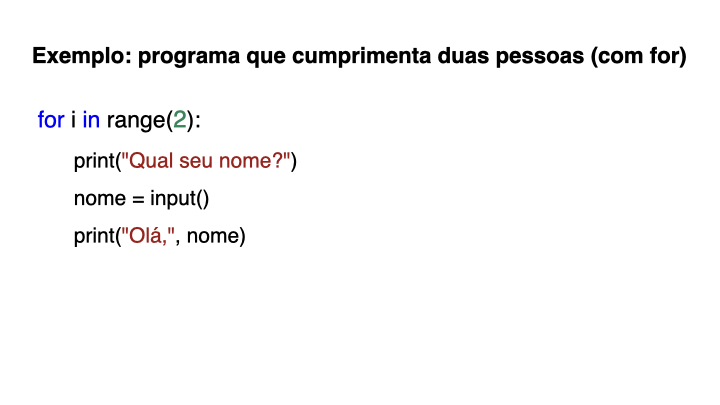 Exemplo: programa que cumprimenta duas pessoas (com for)
for i in range(2):
print("Qual seu nome?")
nome = input()
print("Olá,", nome)